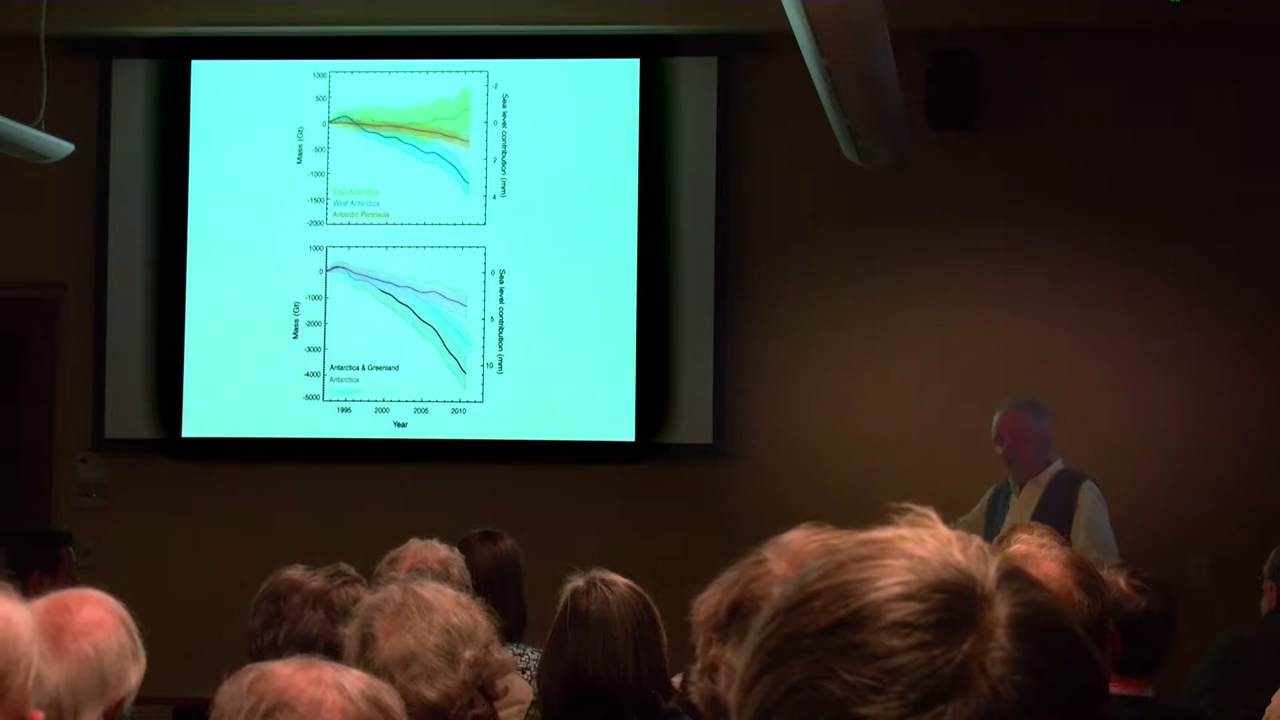 1000
500
0
-500
-1000
-1500
-2000
Mass (Gt)
-2
0
2
4
Sea level contribution (mm)
East Antarctica
West Antarctica
Antarctic Peninsula
1000
0
-1000
-2000
-3000
-4000
-5000
Mass (Gt)
0
5
10
Sea level contribution (mm)
Antarctica & Greenland
Antarctica
1995 2000 2005 2010
Year